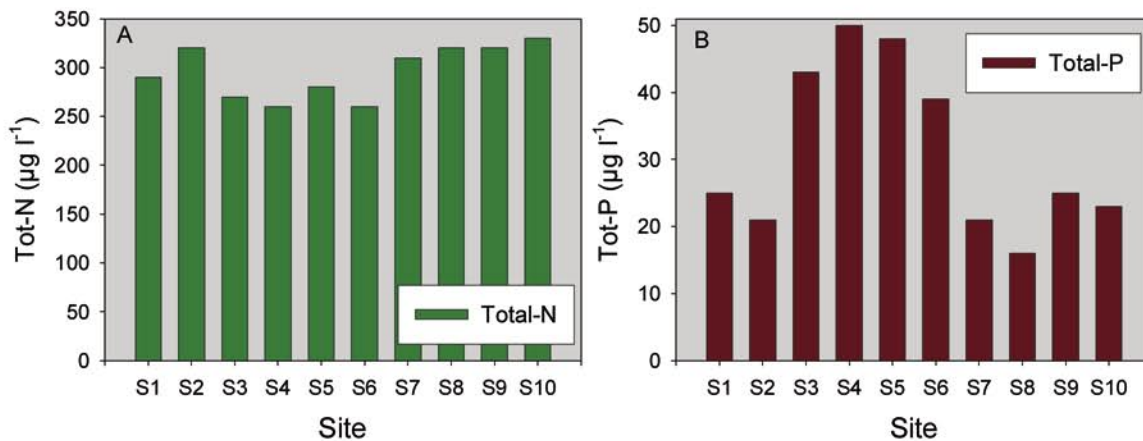 A
Tot-N (µg l⁻¹)
350
300
250
200
150
100
50
0
Total-N
S1 S2 S3 S4 S5 S6 S7 S8 S9 S10
Site
B
Tot-P (µg l⁻¹)
50
40
30
20
10
0
Total-P
S1 S2 S3 S4 S5 S6 S7 S8 S9 S10
Site